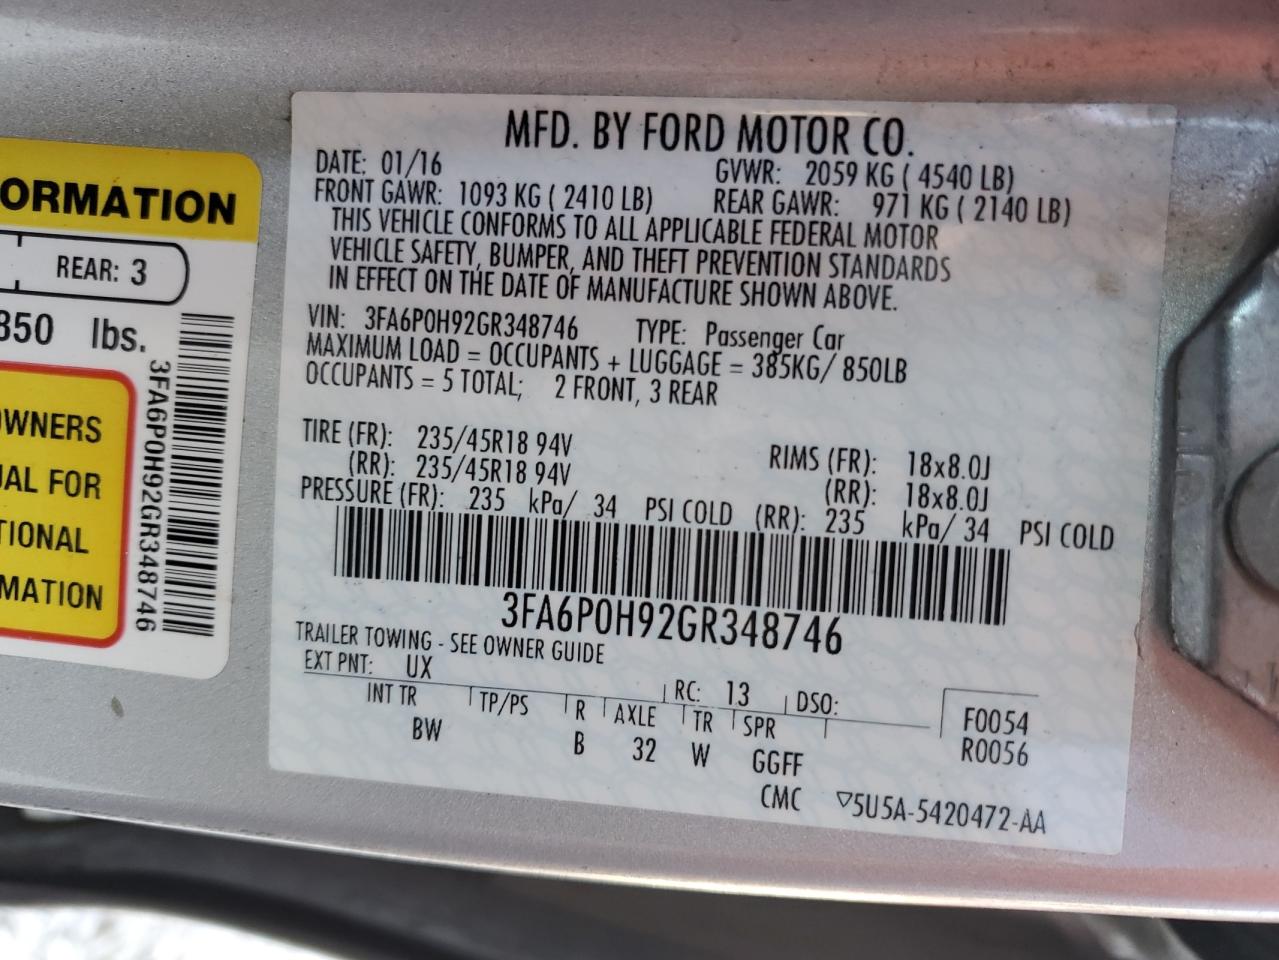 ORMATION
REAR: 3
850 lbs.
3FA6P0H92GR348746
OWNERS
UAL FOR
TIONAL
MATION
MFD. BY FORD MOTOR CO.
DATE: 01/16 GVWR: 2059 KG ( 4540 LB)
FRONT GAWR: 1093 KG ( 2410 LB) REAR GAWR: 971 KG ( 2140 LB)
THIS VEHICLE CONFORMS TO ALL APPLICABLE FEDERAL MOTOR
VEHICLE SAFETY, BUMPER, AND THEFT PREVENTION STANDARDS
IN EFFECT ON THE DATE OF MANUFACTURE SHOWN ABOVE.
VIN: 3FA6P0H92GR348746 TYPE: Passenger Car
MAXIMUM LOAD = OCCUPANTS + LUGGAGE = 385KG/ 850LB
OCCUPANTS = 5 TOTAL; 2 FRONT, 3 REAR
TIRE (FR): 235/45R18 94V RIMS (FR): 18x8.0J
(RR): 235/45R18 94V (RR): 18x8.0J
PRESSURE (FR): 235 kPa/ 34 PSI COLD (RR): 235 kPa/ 34 PSI COLD
3FA6P0H92GR348746
TRAILER TOWING - SEE OWNER GUIDE
EXT PNT: UX RC: 13 DSO:
INT TR TP/PS R AXLE TR SPR F0054
BW B 32 W GGFF R0056
CMC ▽5U5A-5420472-AA